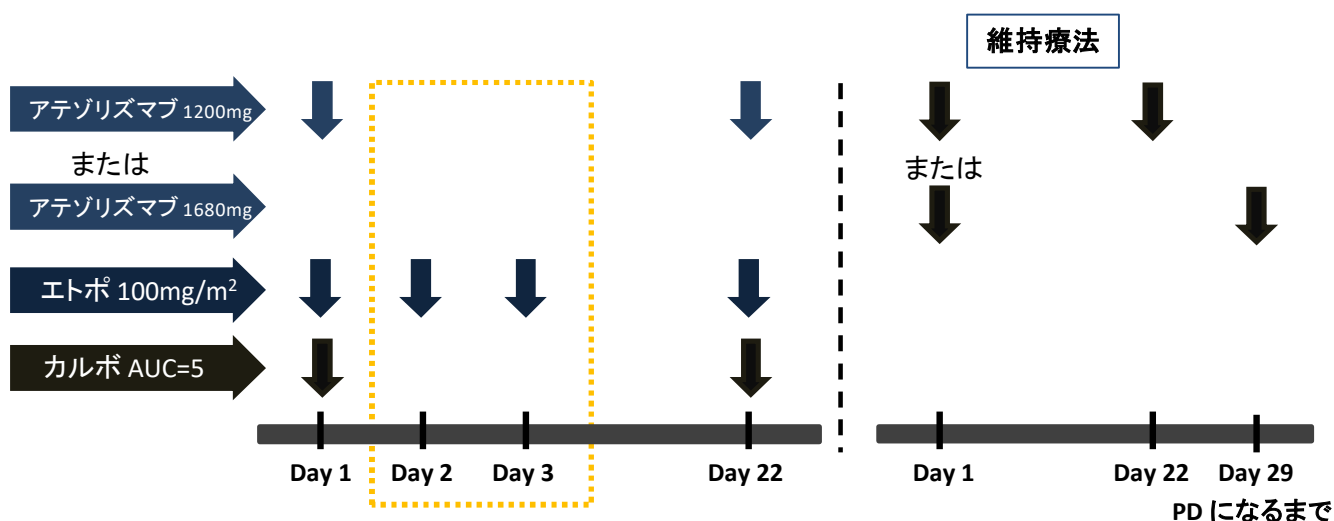 維持療法
アテゾリズマブ 1200mg
または
または
アテゾリズマブ 1680mg
エトポ 100mg/m²
カルボ AUC=5
Day 1
Day 2
Day 3
Day 22
Day 1
Day 22
Day 29
PD になるまで